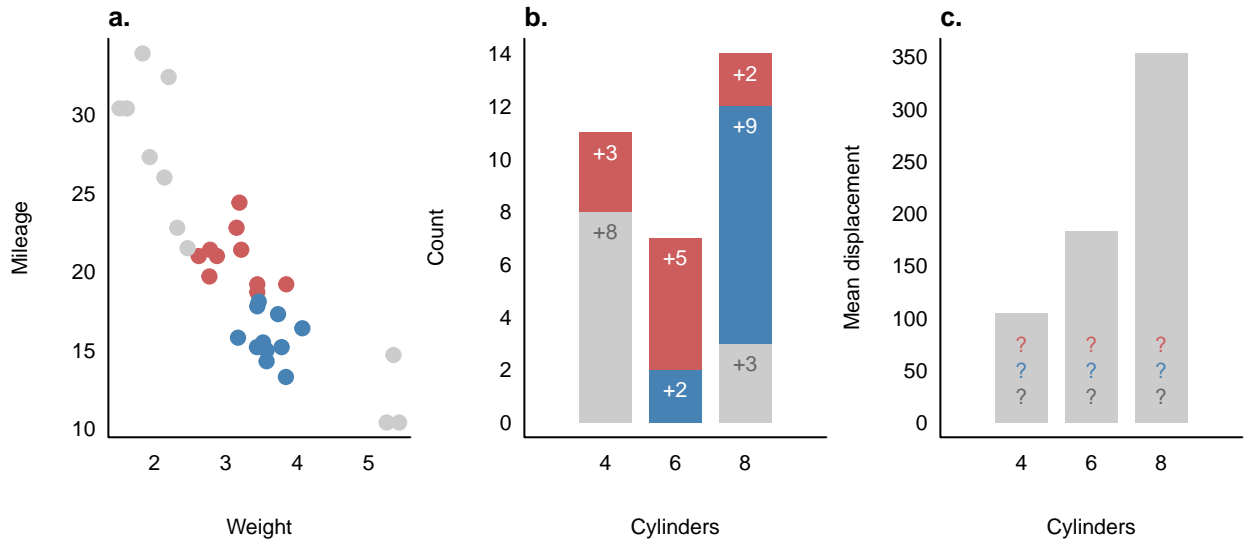 a.
Mileage
30
25
20
15
10
2 3 4 5
Weight
b.
Count
14
12
10
8
6
4
2
0
+3
+8
+5
+2
+2
+9
+3
4 6 8
Cylinders
c.
Mean displacement
350
300
250
200
150
100
50
0
? ? ?
? ? ?
? ? ?
4 6 8
Cylinders